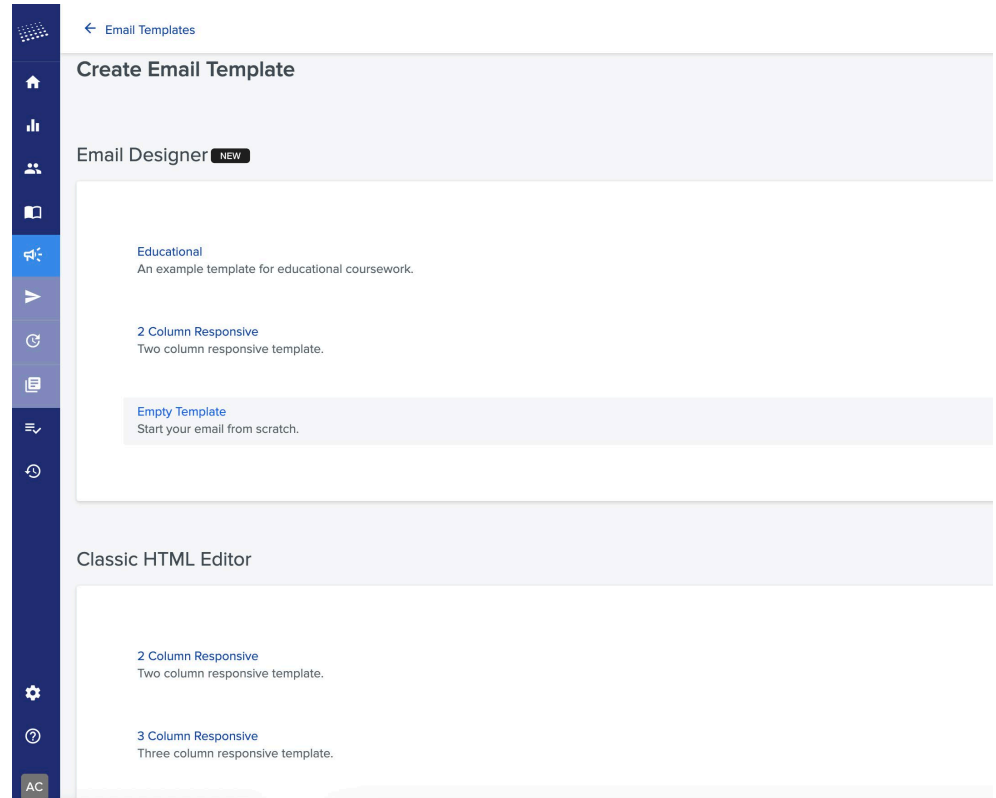 Email Templates
Create Email Template
Email Designer NEW
Educational
An example template for educational coursework.
2 Column Responsive
Two column responsive template.
Empty Template
Start your email from scratch.
Classic HTML Editor
2 Column Responsive
Two column responsive template.
3 Column Responsive
Three column responsive template.
AC